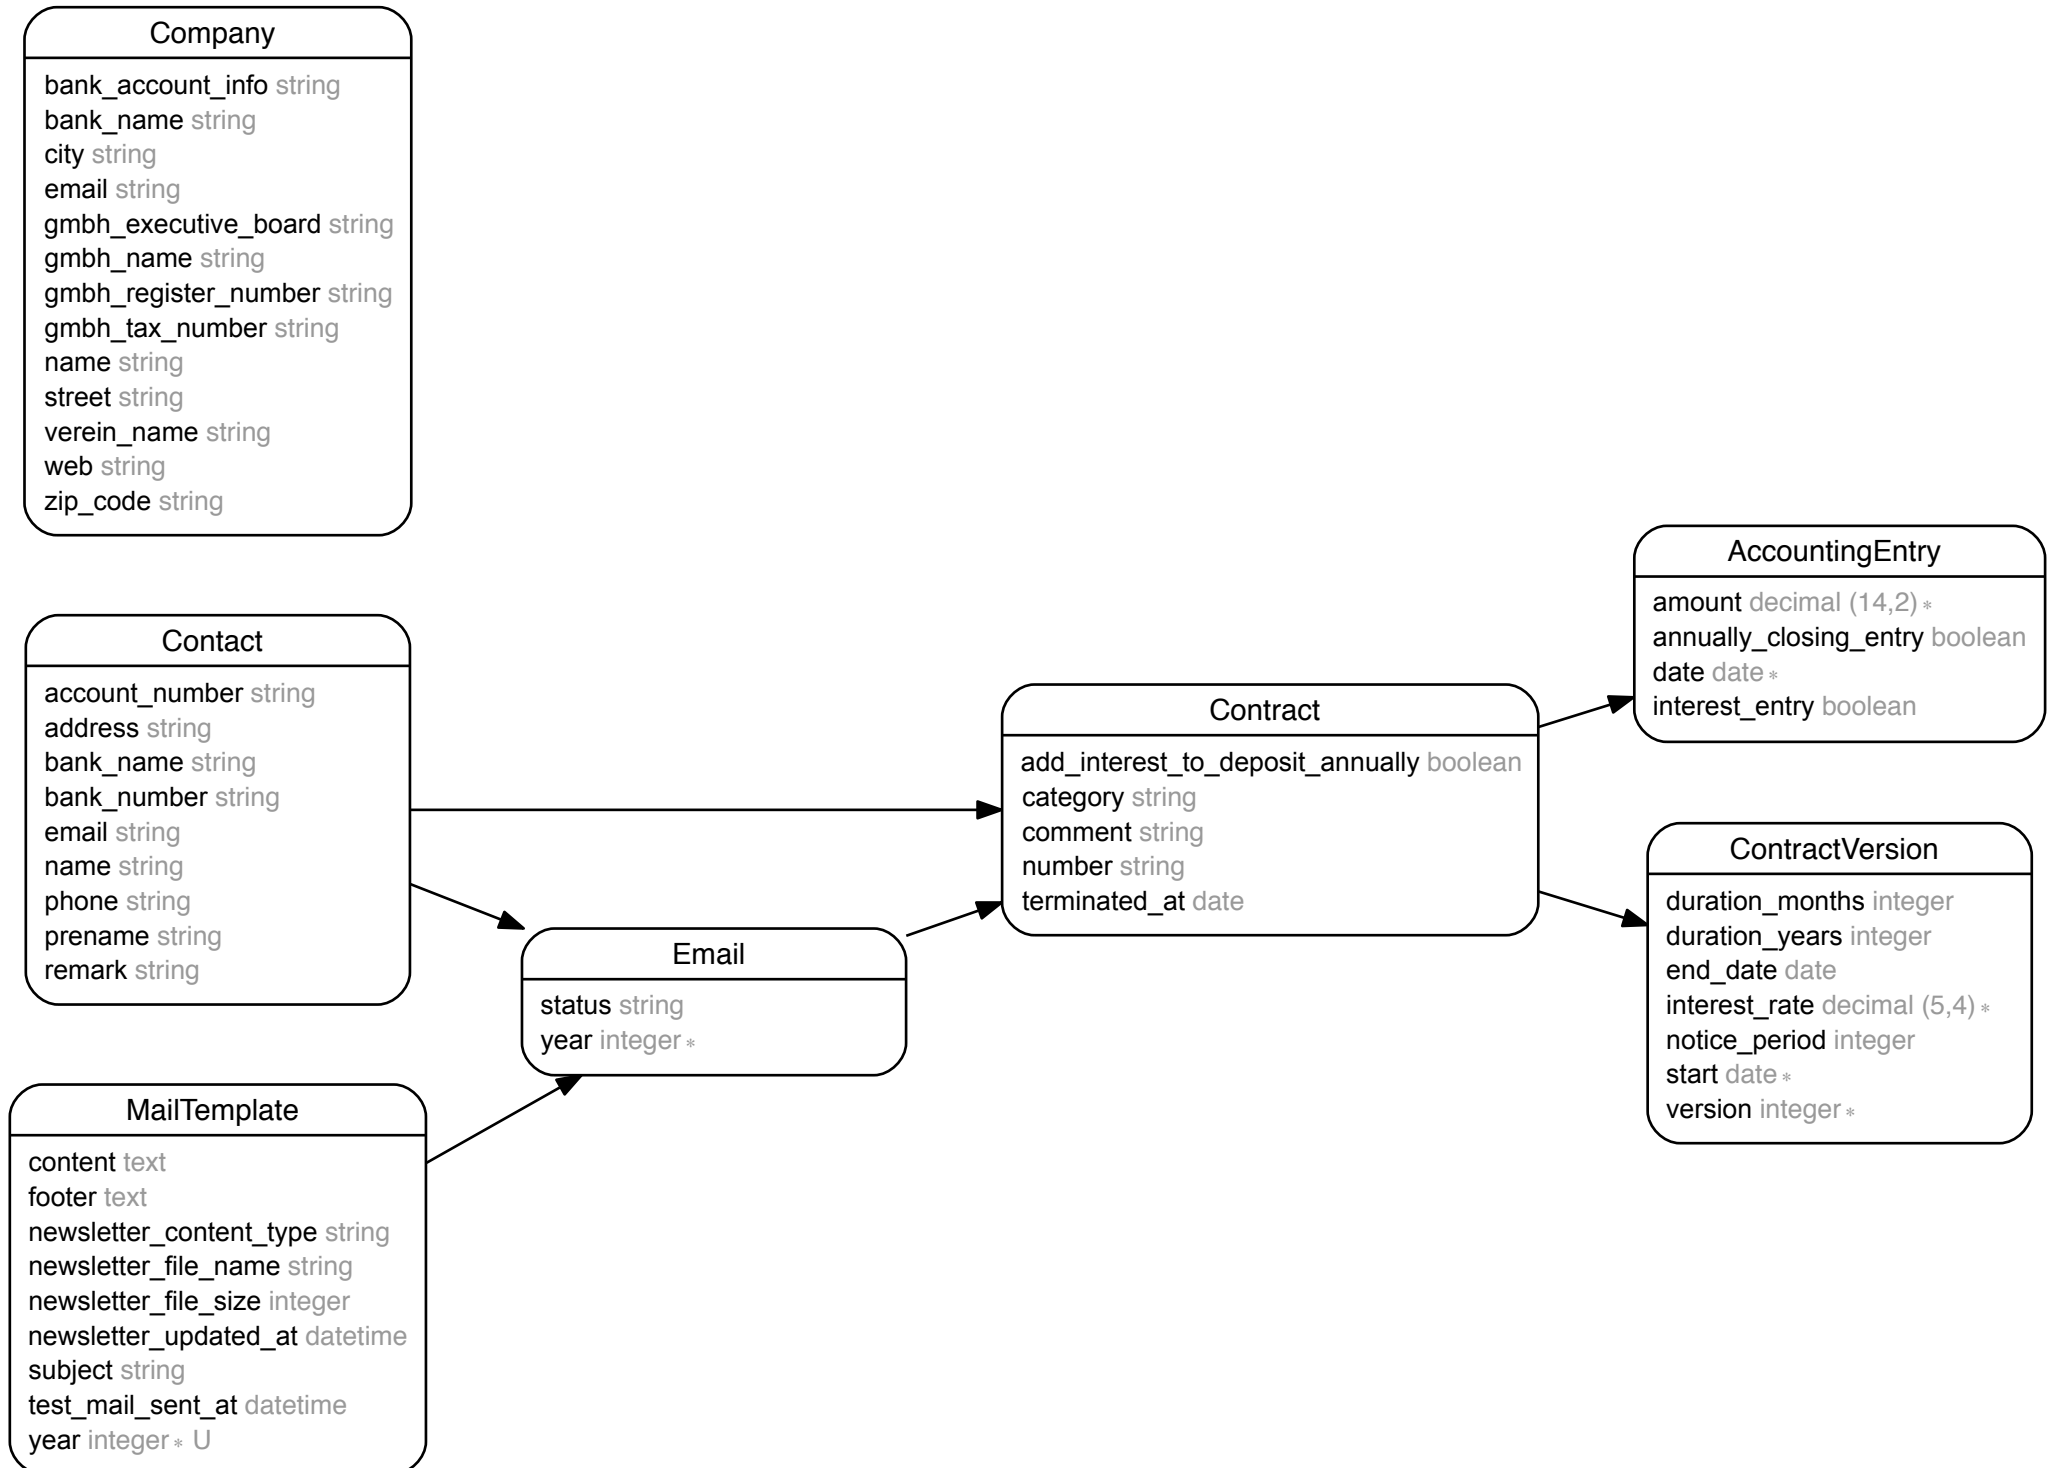 Company
bank_account_info string
bank_name string
city string
email string
gmbh_executive_board string
gmbh_name string
gmbh_register_number string
gmbh_tax_number string
name string
street string
verein_name string
web string
zip_code string
Contact
account_number string
address string
bank_name string
bank_number string
email string
name string
phone string
prename string
remark string
MailTemplate
content text
footer text
newsletter_content_type string
newsletter_file_name string
newsletter_file_size integer
newsletter_updated_at datetime
subject string
test_mail_sent_at datetime
year integer ∗ U
Email
status string
year integer ∗
Contract
add_interest_to_deposit_annually boolean
category string
comment string
number string
terminated_at date
AccountingEntry
amount decimal (14,2) ∗
annually_closing_entry boolean
date date ∗
interest_entry boolean
ContractVersion
duration_months integer
duration_years integer
end_date date
interest_rate decimal (5,4) ∗
notice_period integer
start date ∗
version integer ∗